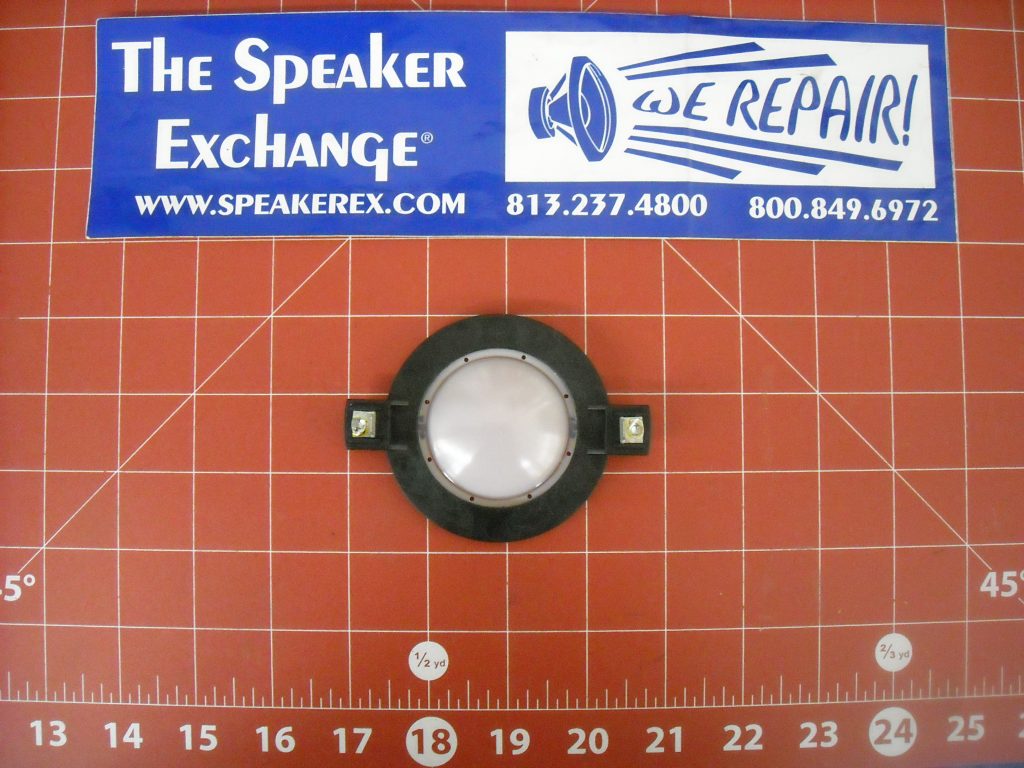 The Speaker
Exchange®
WE REPAIR!
www.speakerex.com
813.237.4800
800.849.6972
45°
1/2 yd
2/3 yd
13 14 15 16 17 18 19 20 21 22 23 24 25